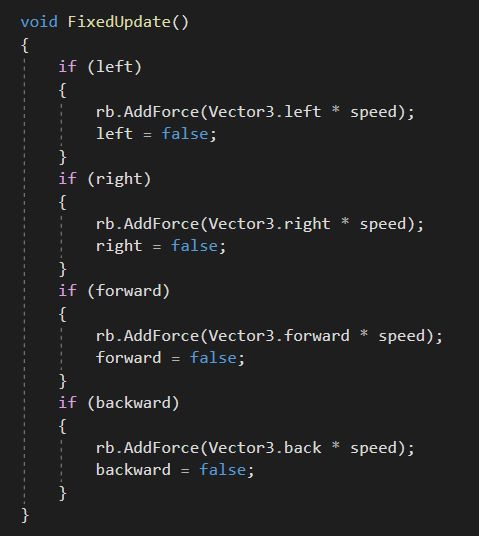 void FixedUpdate()
{
if (left)
{
rb.AddForce(Vector3.left * speed);
left = false;
}
if (right)
{
rb.AddForce(Vector3.right * speed);
right = false;
}
if (forward)
{
rb.AddForce(Vector3.forward * speed);
forward = false;
}
if (backward)
{
rb.AddForce(Vector3.back * speed);
backward = false;
}
}